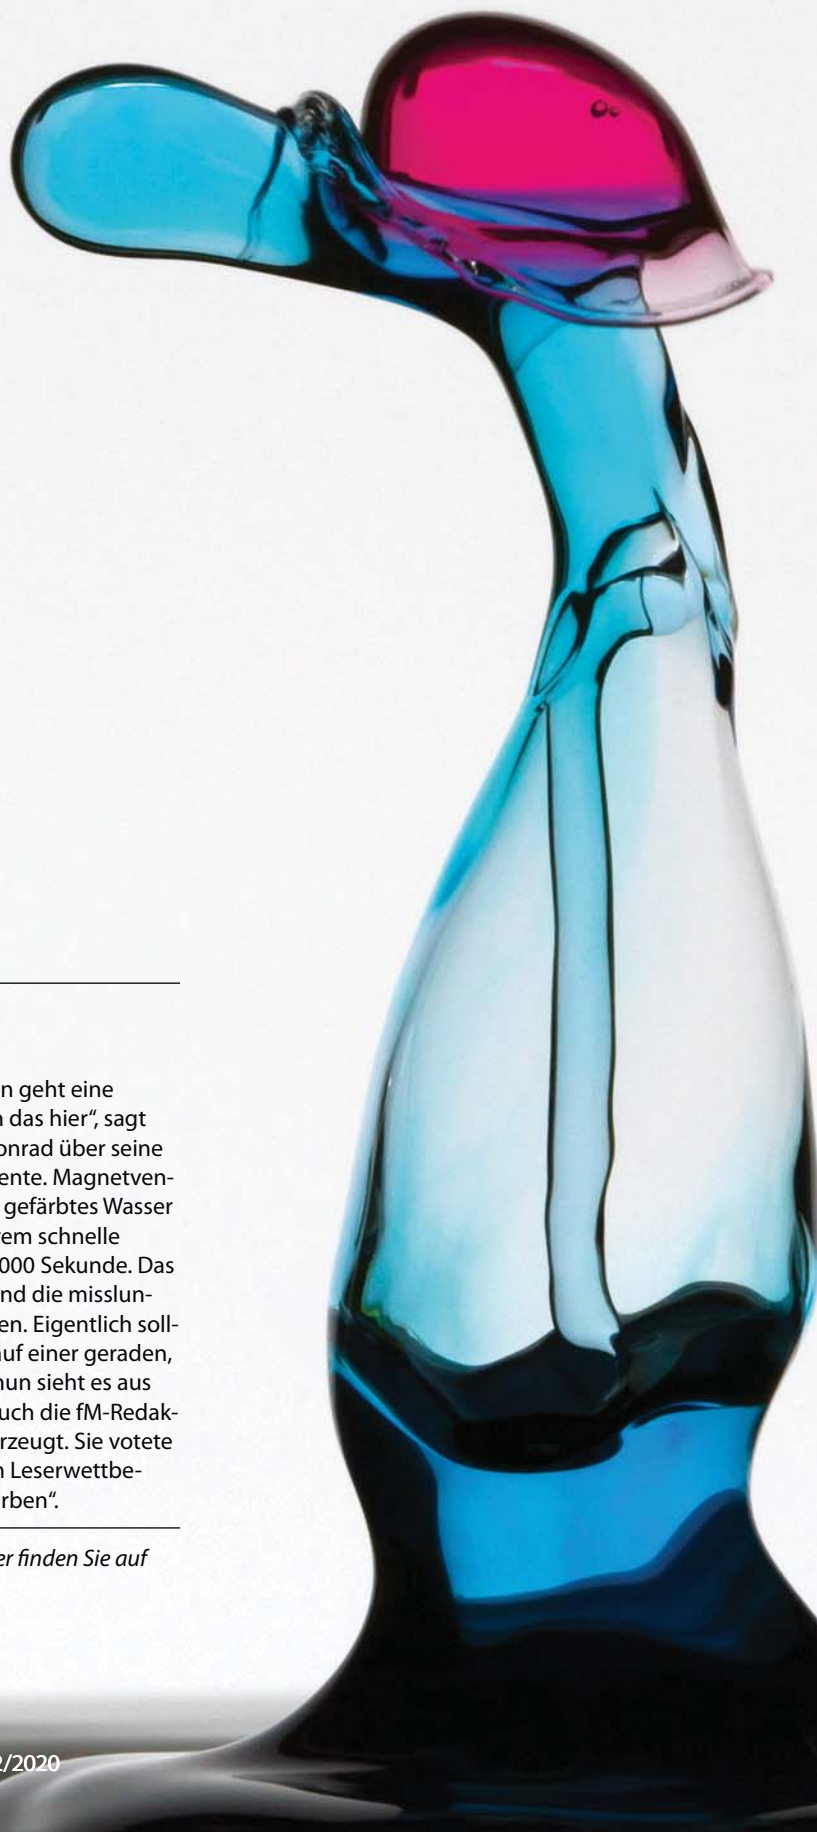 n geht eine
n das hier“, sagt
onrad über seine
ente. Magnetven-
gefärbtes Wasser
em schnelle
000 Sekunde. Das
nd die misslun-
en. Eigentlich soll-
auf einer geraden,
nun sieht es aus
uch die fM-Redak-
rzeugt. Sie votete
n Leserwettbe-
rben“.
er finden Sie auf
2/2020